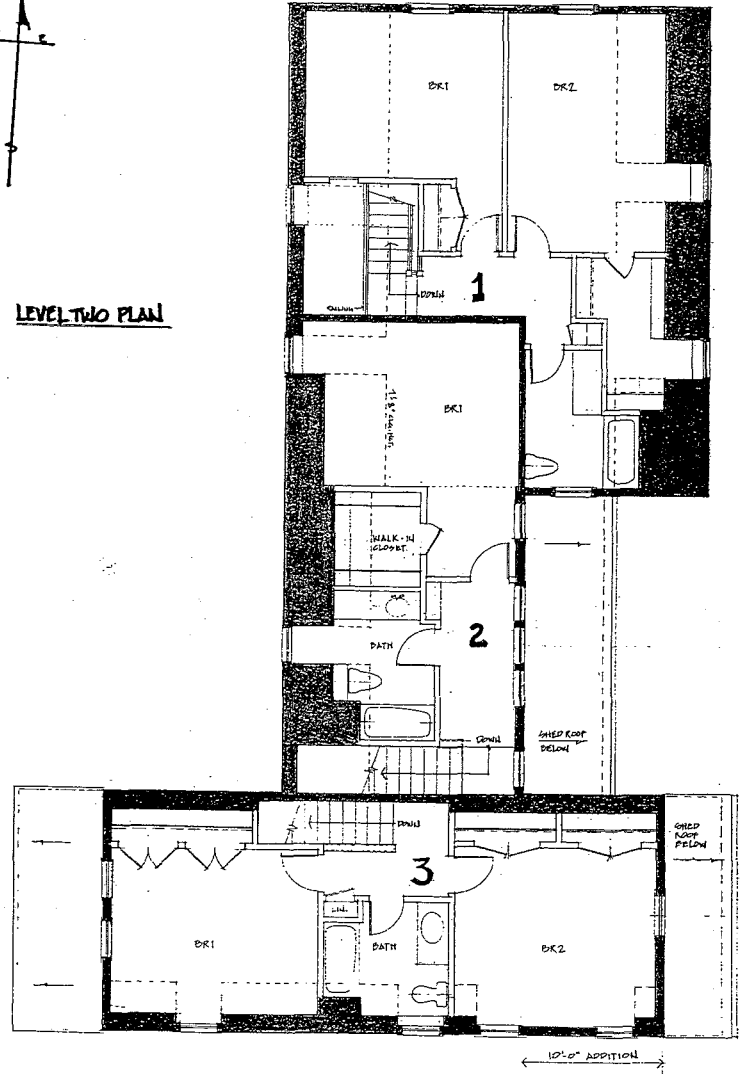 E
S
LEVEL TWO PLAN
BR1
BR2
1
DOWN
BR1
WALK-IN
CLOSET
2
BATH
DOWN
SHED ROOF
BELOW
DOWN
SHED
ROOF
BELOW
3
LIN.
BR1
BATH
BR2
10'-0" ADDITION